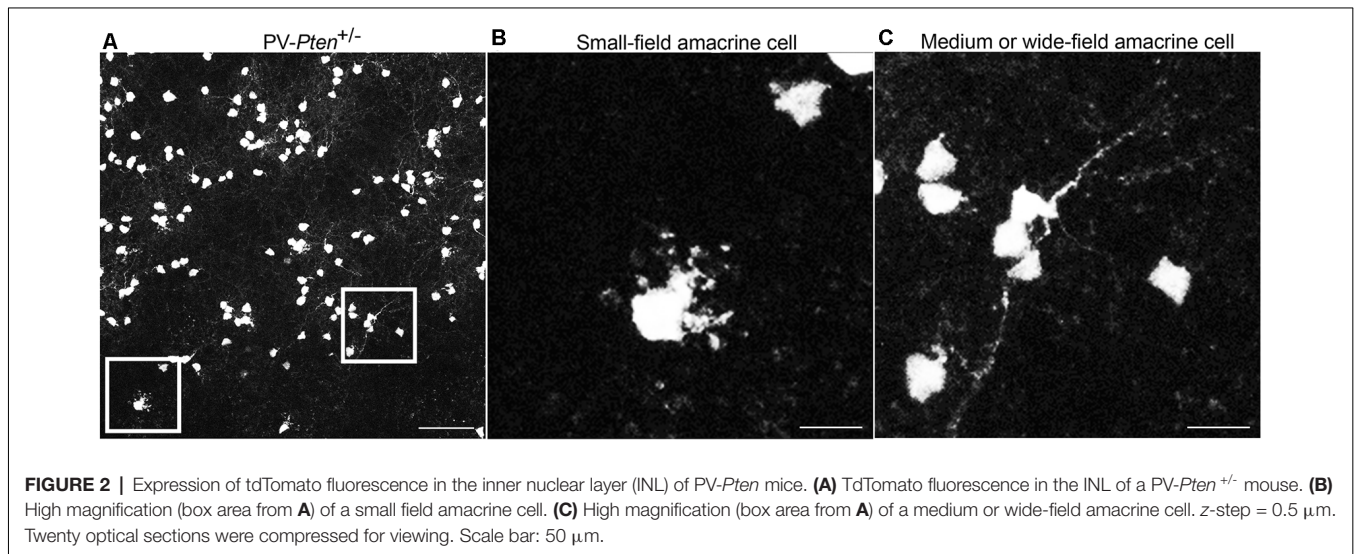 A PV-Pten+/- B Small-field amacrine cell C Medium or wide-field amacrine cell
FIGURE 2 | Expression of tdTomato fluorescence in the inner nuclear layer (INL) of PV-Pten mice. (A) TdTomato fluorescence in the INL of a PV-Pten +/- mouse. (B)
High magnification (box area from A) of a small field amacrine cell. (C) High magnification (box area from A) of a medium or wide-field amacrine cell. z-step = 0.5 μm.
Twenty optical sections were compressed for viewing. Scale bar: 50 μm.